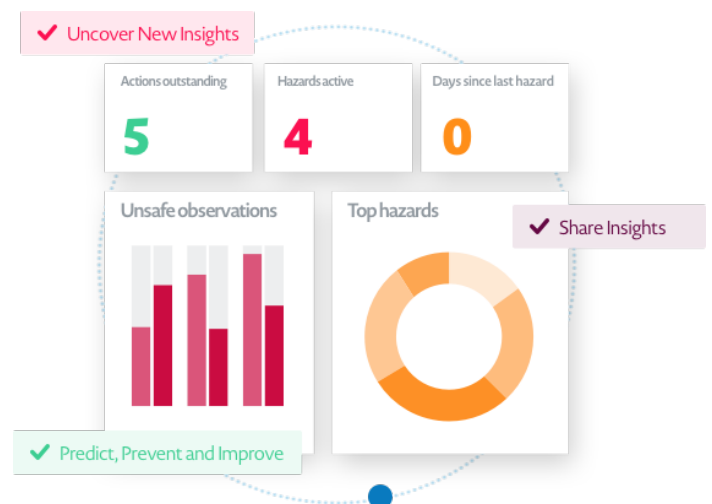 Uncover New Insights
Actions outstanding
Hazards active
Days since last hazard
5
4
0
Unsafe observations
Top hazards
Share Insights
Predict, Prevent and Improve